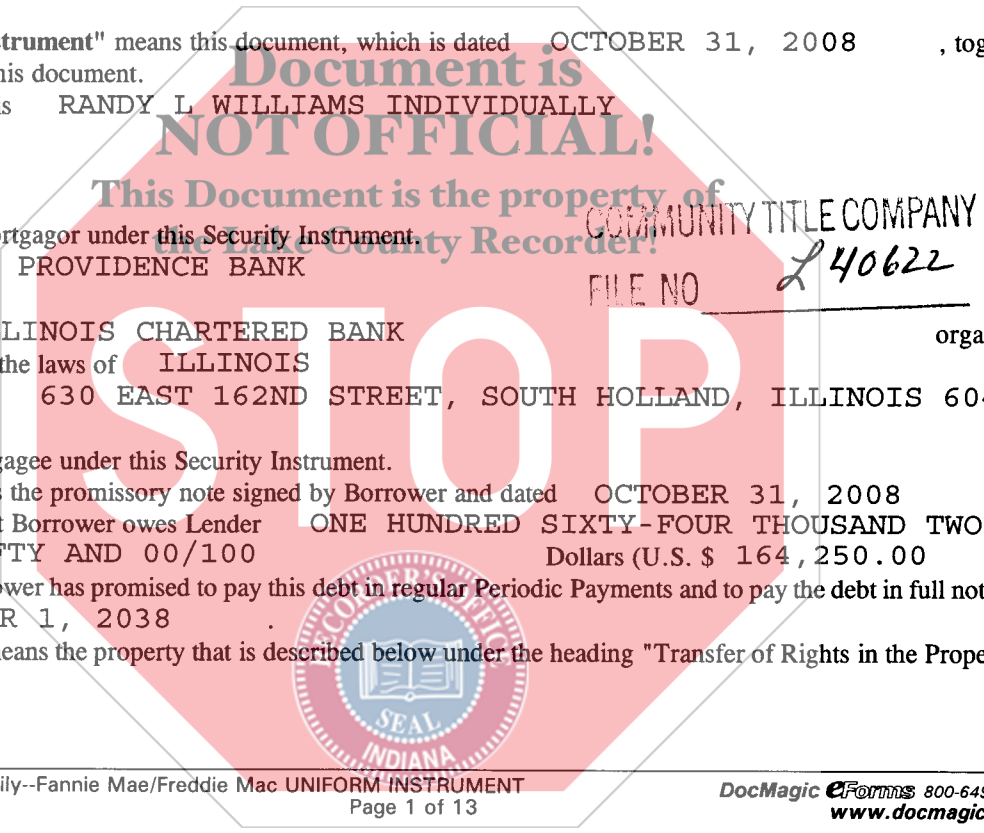 trument" means this document, which is dated OCTOBER 31, 2008 , tog
his document.
Document is
s RANDY L WILLIAMS INDIVIDUALLY
NOT OFFICIAL!
This Document is the property of
the Lake County Recorder!
COMMUNITY TITLE COMPANY
FILE NO L40622
rtgagor under this Security Instrument.
PROVIDENCE BANK
LINOIS CHARTERED BANK orga
the laws of ILLINOIS
630 EAST 162ND STREET, SOUTH HOLLAND, ILLINOIS 604
STOP
gagee under this Security Instrument.
s the promissory note signed by Borrower and dated OCTOBER 31, 2008
t Borrower owes Lender ONE HUNDRED SIXTY-FOUR THOUSAND TWO
FTY AND 00/100 Dollars (U.S. $ 164,250.00
ower has promised to pay this debt in regular Periodic Payments and to pay the debt in full not
R 1, 2038 .
eans the property that is described below under the heading "Transfer of Rights in the Prope
RECORDER'S OFFICE
SEAL
INDIANA
ily--Fannie Mae/Freddie Mac UNIFORM INSTRUMENT
Page 1 of 13
DocMagic eForms 800-649
www.docmagic